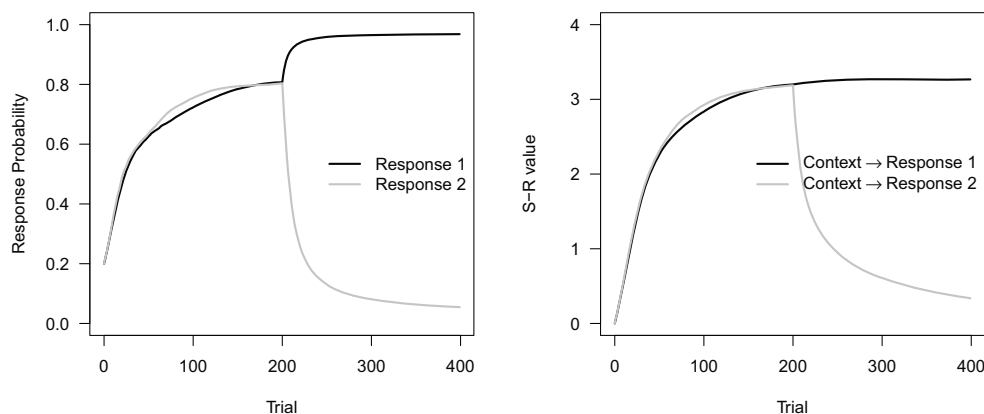 Response Probability
1.0
0.8
0.6
0.4
0.2
0.0
0
100
200
300
400
Trial
Response 1
Response 2
S−R value
4
3
2
1
0
0
100
200
300
400
Trial
Context → Response 1
Context → Response 2